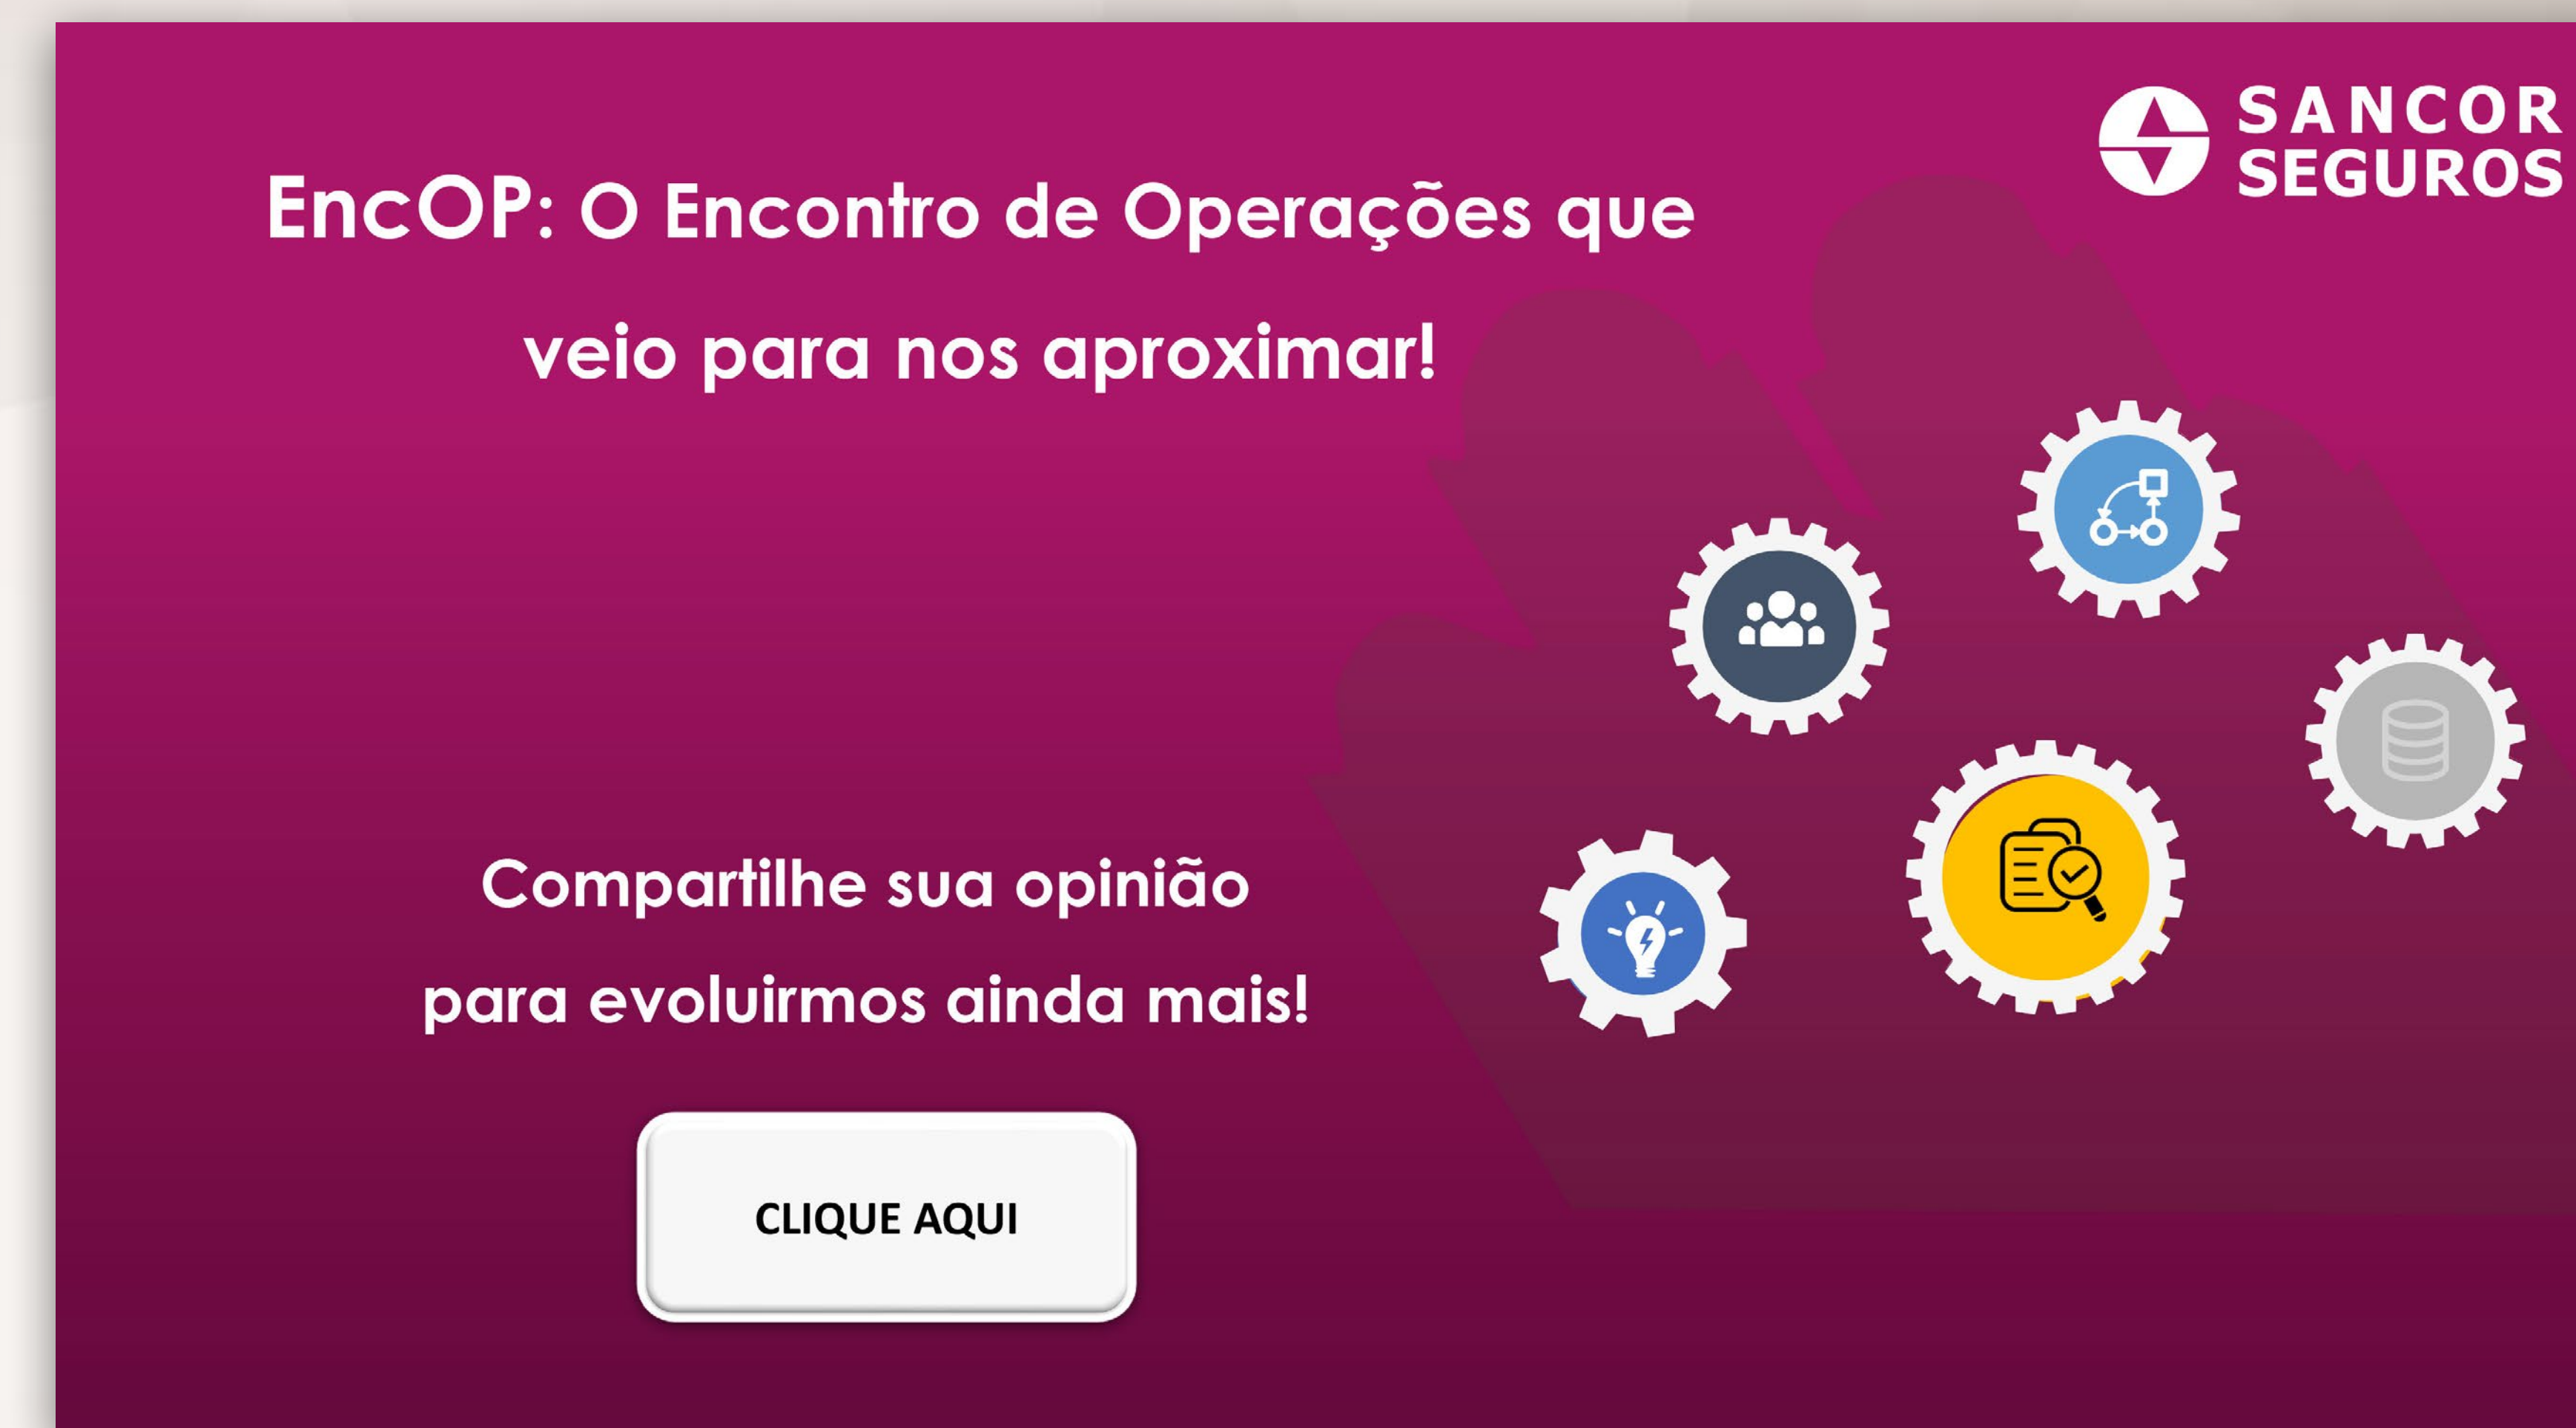 SANCOR
SEGUROS
EncOP: O Encontro de Operações que
veio para nos aproximar!
Compartilhe sua opinião
para evoluirmos ainda mais!
CLIQUE AQUI